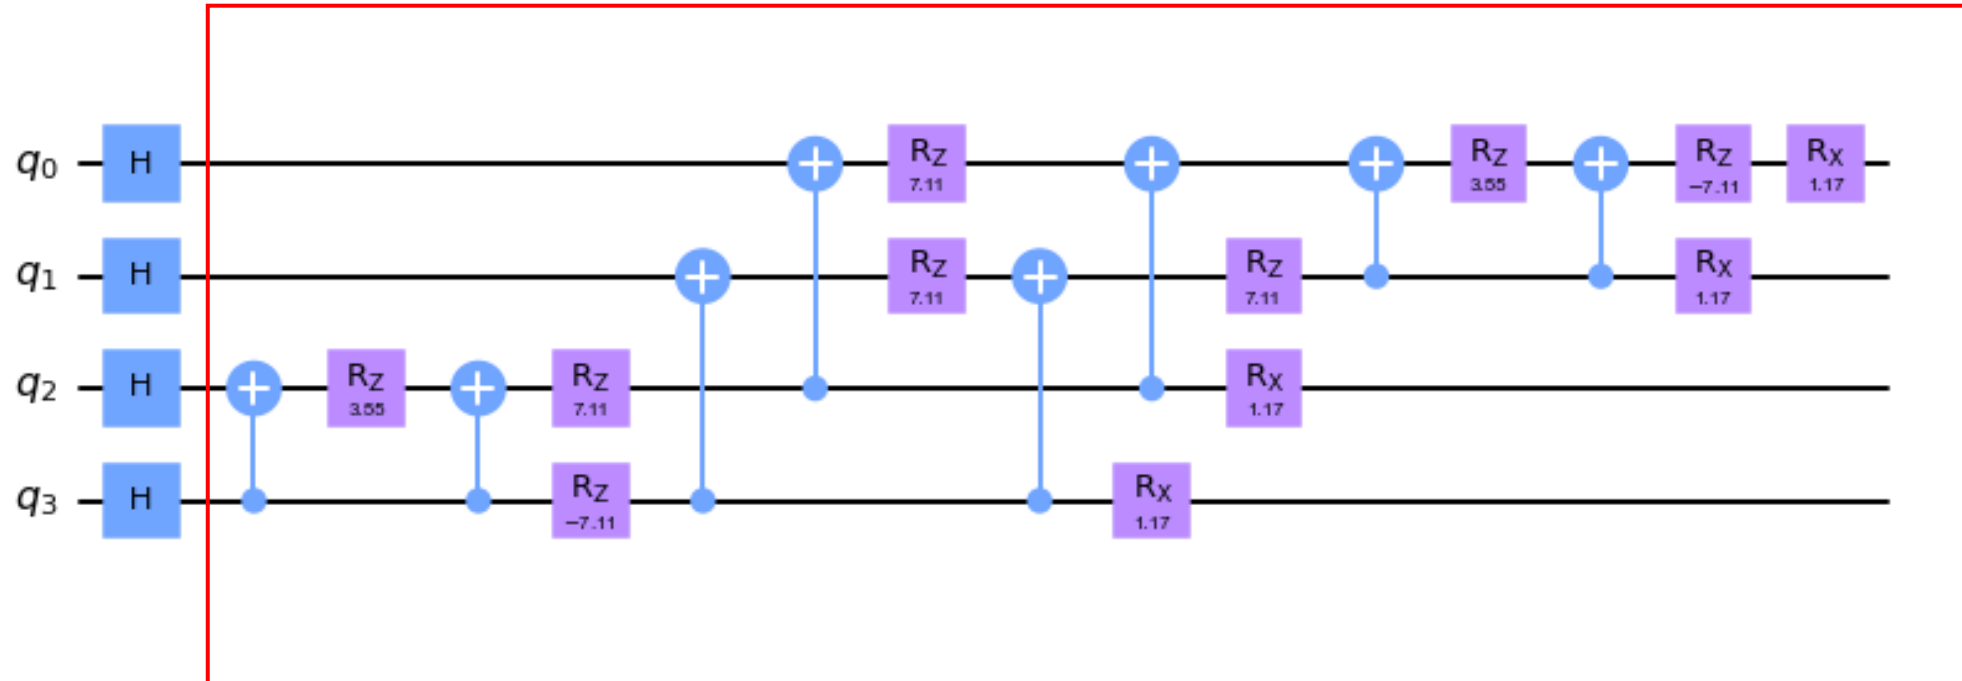 q0 H RZ 7.11 RZ 3.55 RZ −7.11 RX 1.17
q1 H RZ 7.11 RZ 7.11 RX 1.17
q2 H RZ 3.55 RZ 7.11 RX 1.17
q3 H RZ −7.11 RX 1.17